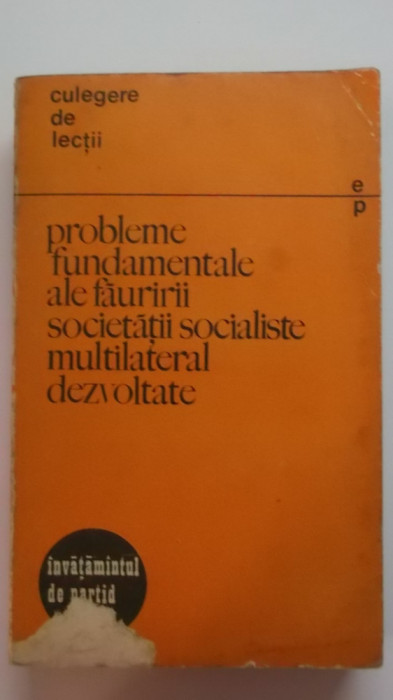 culegere
de
lecții
e
p
probleme
fundamentale
ale făuririi
societății socialiste
multilateral
dezvoltate
învățămîntul
de partid